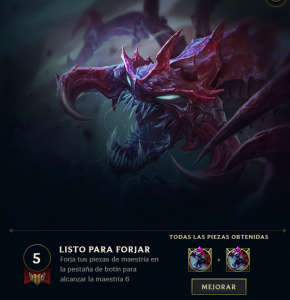 TODAS LAS PIEZAS OBTENIDAS
5
LISTO PARA FORJAR
Forja tus piezas de maestría en
la pestaña de botín para
alcanzar la maestría 6
+
MEJORAR